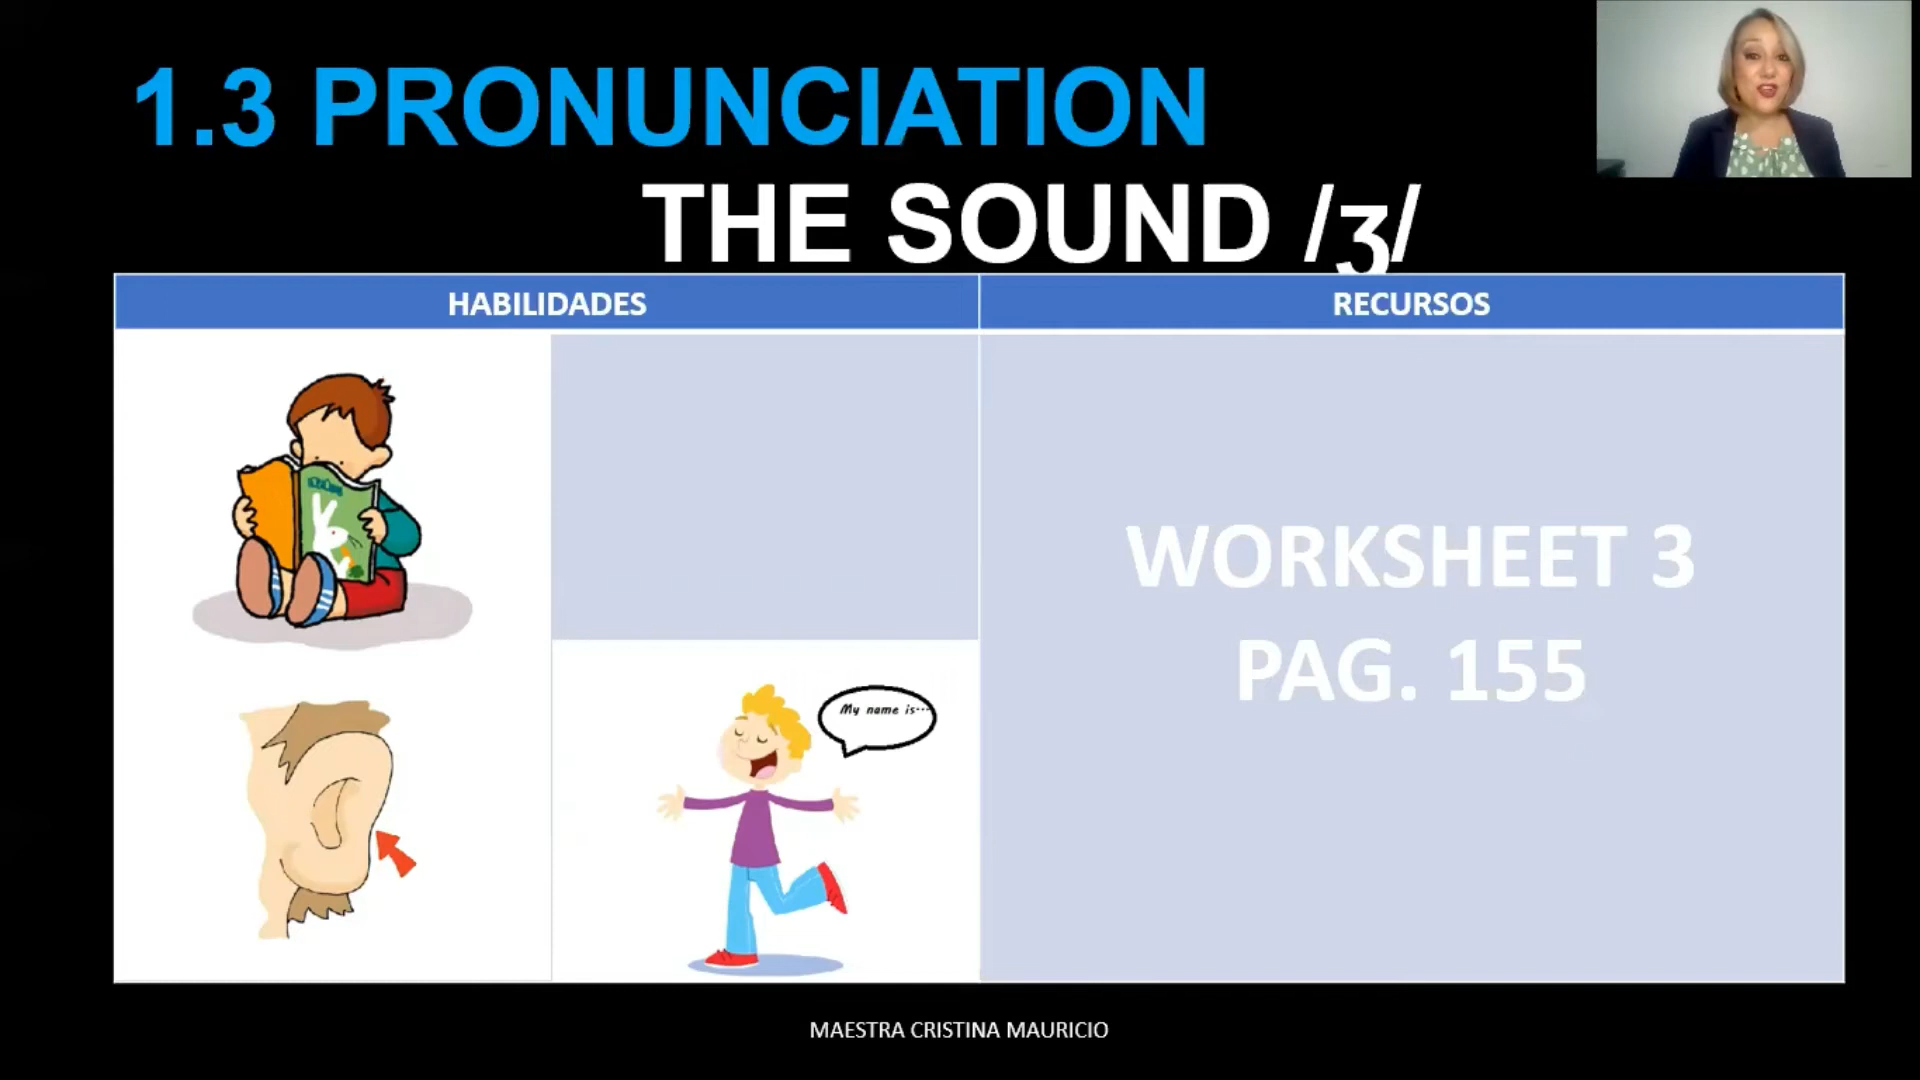 1.3 PRONUNCIATION
THE SOUND /ʒ/
HABILIDADES
RECURSOS
My name is...
WORKSHEET 3
PAG. 155
MAESTRA CRISTINA MAURICIO